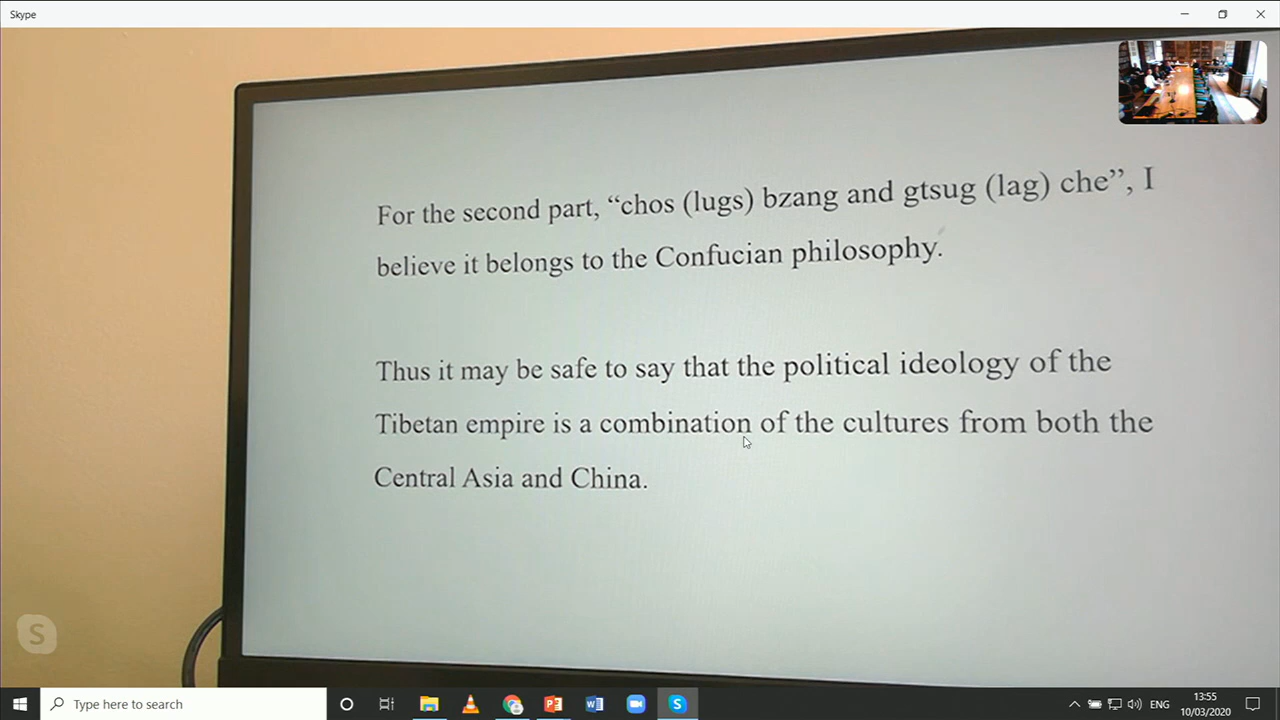 Skype
For the second part, “chos (lugs) bzang and gtsug (lag) che”, I
believe it belongs to the Confucian philosophy.
Thus it may be safe to say that the political ideology of the
Tibetan empire is a combination of the cultures from both the
Central Asia and China.
S
Type here to search
P
W
S
ENG
13:55
10/03/2020